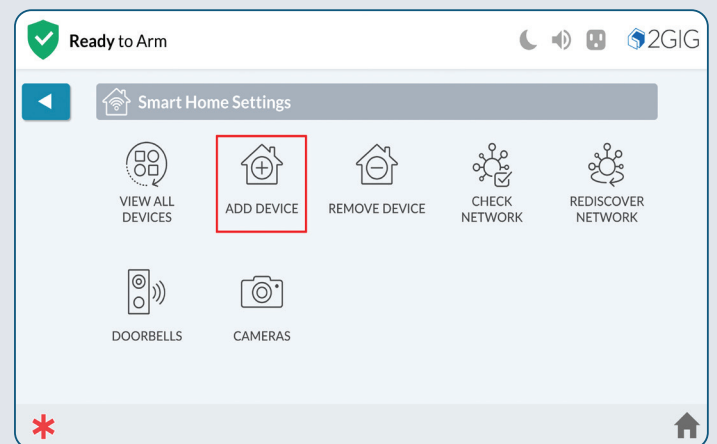 Ready to Arm
2GIG
Smart Home Settings
VIEW ALL
DEVICES
ADD DEVICE
REMOVE DEVICE
CHECK
NETWORK
REDISCOVER
NETWORK
DOORBELLS
CAMERAS